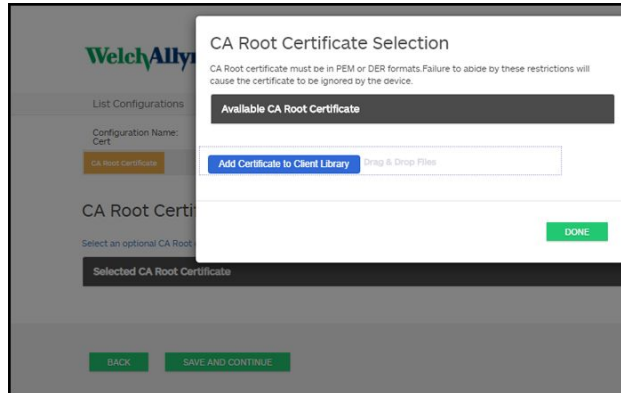 WelchAllyn
List Configurations
Configuration Name:
Cert
CA Root Certificate
CA Root Certi
Select an optional CA Root
Selected CA Root Certificate
BACK
SAVE AND CONTINUE
CA Root Certificate Selection
CA Root certificate must be in PEM or DER formats.Failure to abide by these restrictions will
cause the certificate to be ignored by the device.
Available CA Root Certificate
Add Certificate to Client Library Drag & Drop Files
DONE